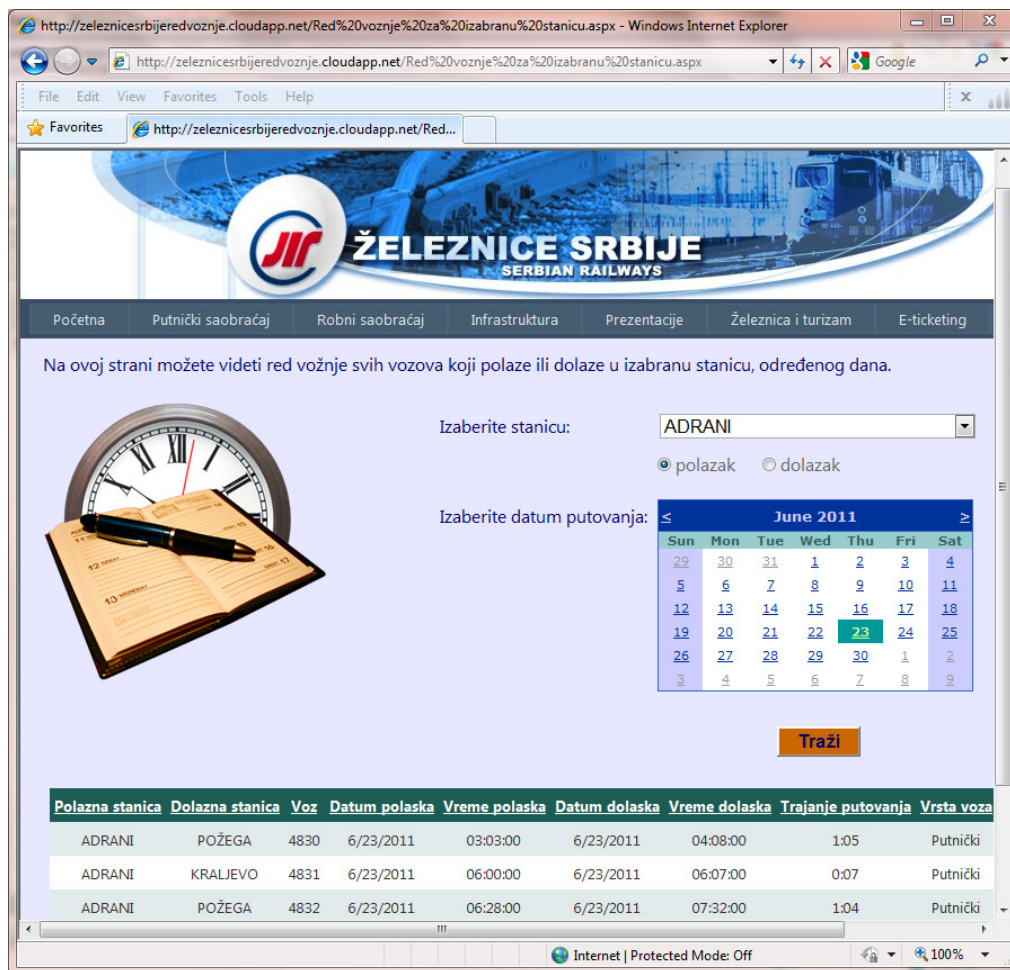 http://zeleznicesrbijeredvoznje.cloudapp.net/Red%20voznje%20za%20izabranu%20stanicu.aspx - Windows Internet Explorer
http://zeleznicesrbijeredvoznje.cloudapp.net/Red%20voznje%20za%20izabranu%20stanicu.aspx Google
File Edit View Favorites Tools Help x
Favorites http://zeleznicesrbijeredvoznje.cloudapp.net/Red...
ŽELEZNICE SRBIJE
SERBIAN RAILWAYS
Početna Putnički saobraćaj Robni saobraćaj Infrastruktura Prezentacije Železnica i turizam E-ticketing
Na ovoj strani možete videti red vožnje svih vozova koji polaze ili dolaze u izabranu stanicu, određenog dana.
Izaberite stanicu: ADRANI
polazak dolazak
Izaberite datum putovanja: < June 2011 >
Sun Mon Tue Wed Thu Fri Sat
29 30 31 1 2 3 4
5 6 7 8 9 10 11
12 13 14 15 16 17 18
19 20 21 22 23 24 25
26 27 28 29 30 1 2
3 4 5 6 7 8 9
Traži
Polazna stanica Dolazna stanica Voz Datum polaska Vreme polaska Datum dolaska Vreme dolaska Trajanje putovanja Vrsta voza
ADRANI POŽEGA 4830 6/23/2011 03:03:00 6/23/2011 04:08:00 1:05 Putnički
ADRANI KRALJEVO 4831 6/23/2011 06:00:00 6/23/2011 06:07:00 0:07 Putnički
ADRANI POŽEGA 4832 6/23/2011 06:28:00 6/23/2011 07:32:00 1:04 Putnički
Internet | Protected Mode: Off 100%